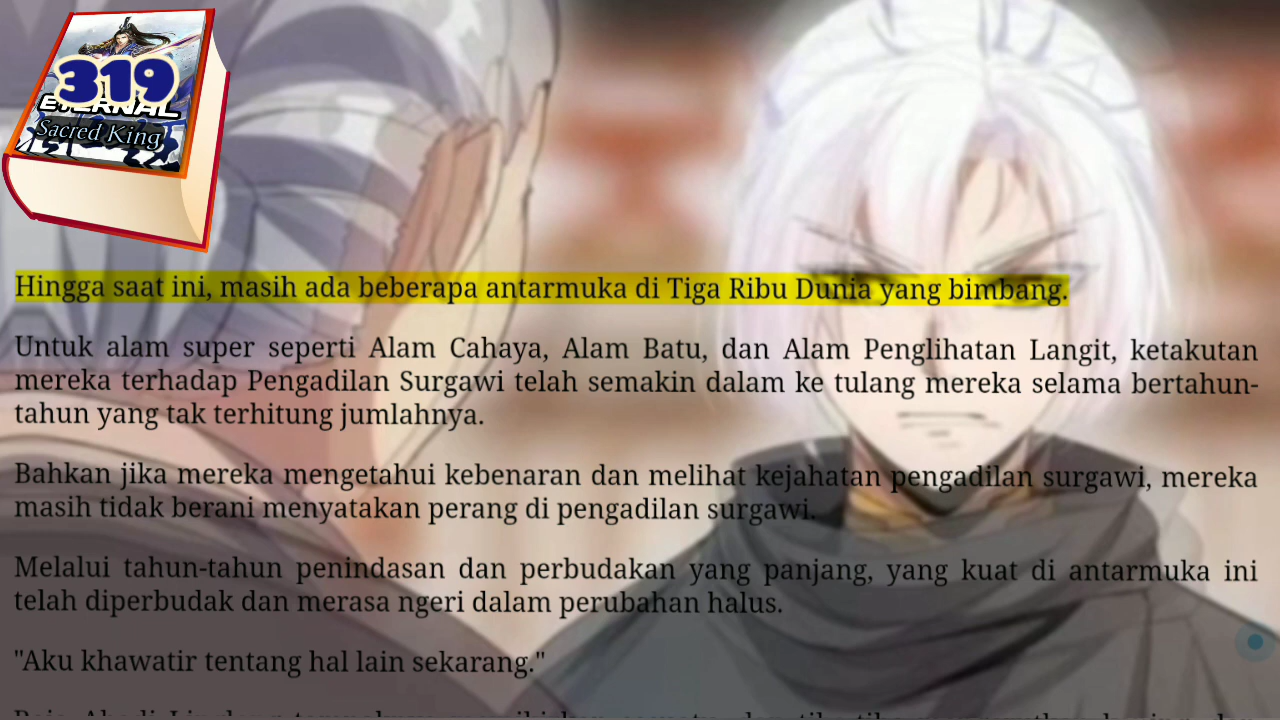 319
ETERNAL
Sacred King
Hingga saat ini, masih ada beberapa antarmuka di Tiga Ribu Dunia yang bimbang.
Untuk alam super seperti Alam Cahaya, Alam Batu, dan Alam Penglihatan Langit, ketakutan
mereka terhadap Pengadilan Surgawi telah semakin dalam ke tulang mereka selama bertahun-
tahun yang tak terhitung jumlahnya.
Bahkan jika mereka mengetahui kebenaran dan melihat kejahatan pengadilan surgawi, mereka
masih tidak berani menyatakan perang di pengadilan surgawi.
Melalui tahun-tahun penindasan dan perbudakan yang panjang, yang kuat di antarmuka ini
telah diperbudak dan merasa ngeri dalam perubahan halus.
"Aku khawatir tentang hal lain sekarang."